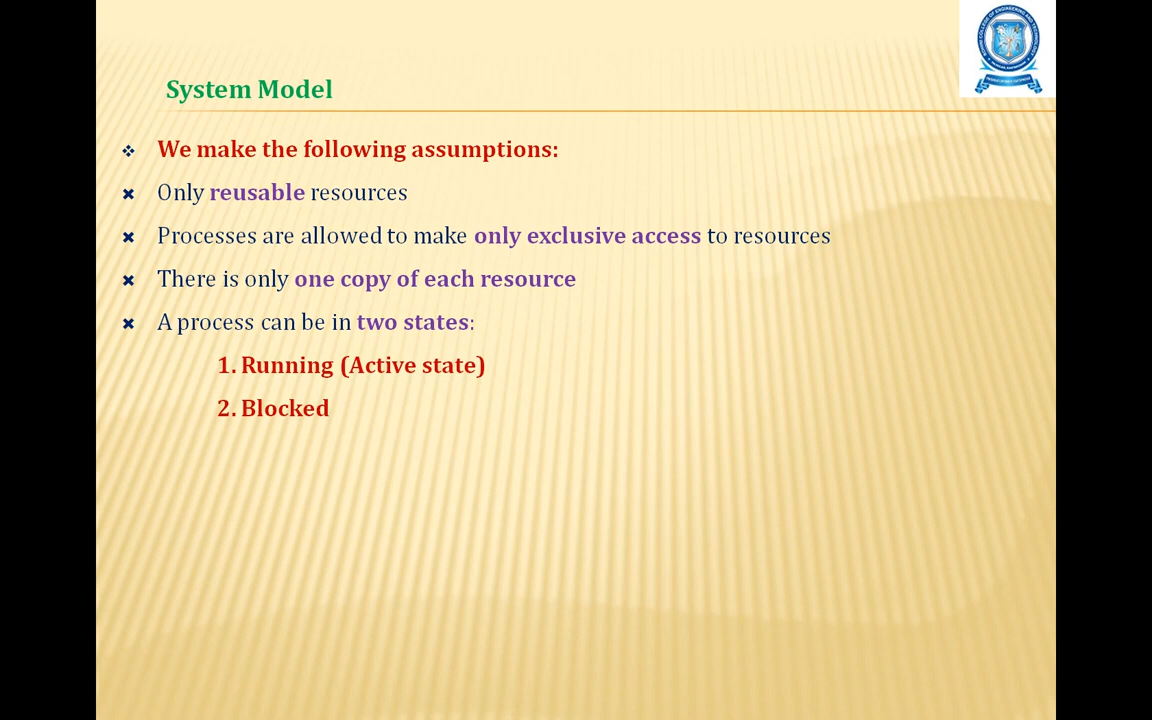 System Model
We make the following assumptions:
Only reusable resources
Processes are allowed to make only exclusive access to resources
There is only one copy of each resource
A process can be in two states:
1. Running (Active state)
2. Blocked